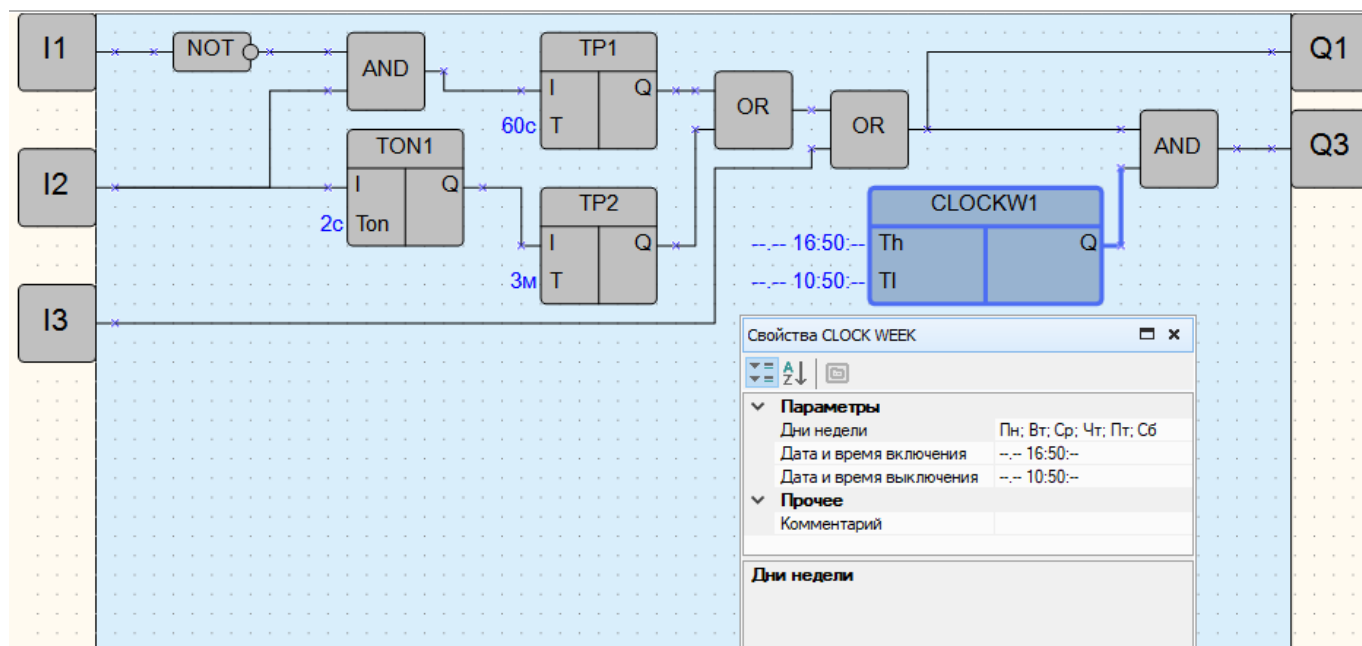 I1
NOT
AND
TP1
I
Q
60с
T
OR
OR
Q1
I2
TON1
I
Q
2с
Ton
TP2
I
Q
3м
T
AND
Q3
CLOCKW1
--.-- 16:50:--
Th
Q
--.-- 10:50:--
Tl
I3
Свойства CLOCK WEEK
Параметры
Дни недели Пн; Вт; Ср; Чт; Пт; Сб
Дата и время включения --.-- 16:50:--
Дата и время выключения --.-- 10:50:--
Прочее
Комментарий
Дни недели